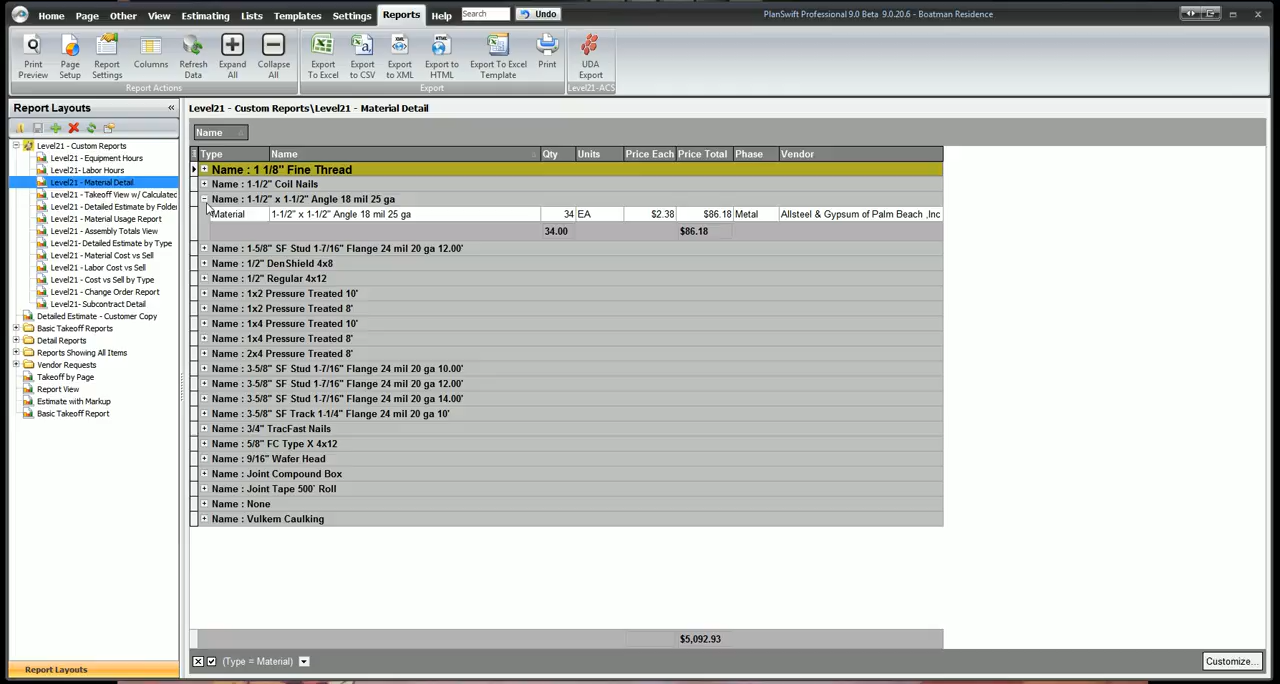 Home Page Other View Estimating Lists Templates Settings Reports Help Search Undo PlanSwift Professional 9.0 Beta 9.0.20.6 - Boatman Residence
Print Preview
Page Setup
Report Settings
Columns
Refresh Data
Expand All
Collapse All
Export To Excel
Export to CSV
Export to XML
Export to HTML
Export To Excel Template
Print
UDA Export
Report Actions Export Level21-ACS
Report Layouts «
Level21 - Custom Reports
Level21 - Equipment Hours
Level21- Labor Hours
Level21 - Material Detail
Level21 - Takeoff View w/ Calculated
Level21 - Detailed Estimate by Folder
Level21 - Material Usage Report
Level21 - Assembly Totals View
Level21- Detailed Estimate by Type
Level21 - Material Cost vs Sell
Level21 - Labor Cost vs Sell
Level21 - Cost vs Sell by Type
Level21 - Change Order Report
Level21- Subcontract Detail
Detailed Estimate - Customer Copy
Basic Takeoff Reports
Detail Reports
Reports Showing All Items
Vendor Requests
Takeoff by Page
Report View
Estimate with Markup
Basic Takeoff Report
Report Layouts
Level21 - Custom Reports\Level21 - Material Detail
Name
Type Name Qty Units Price Each Price Total Phase Vendor
Name : 1 1/8" Fine Thread
Name : 1-1/2" Coil Nails
Name : 1-1/2" x 1-1/2" Angle 18 mil 25 ga
Material 1-1/2" x 1-1/2" Angle 18 mil 25 ga 34 EA $2.38 $86.18 Metal Allsteel & Gypsum of Palm Beach ,Inc
34.00 $86.18
Name : 1-5/8" SF Stud 1-7/16" Flange 24 mil 20 ga 12.00'
Name : 1/2" DenShield 4x8
Name : 1/2" Regular 4x12
Name : 1x2 Pressure Treated 10'
Name : 1x2 Pressure Treated 8'
Name : 1x4 Pressure Treated 10'
Name : 1x4 Pressure Treated 8'
Name : 2x4 Pressure Treated 8'
Name : 3-5/8" SF Stud 1-7/16" Flange 24 mil 20 ga 10.00'
Name : 3-5/8" SF Stud 1-7/16" Flange 24 mil 20 ga 12.00'
Name : 3-5/8" SF Stud 1-7/16" Flange 24 mil 20 ga 14.00'
Name : 3-5/8" SF Track 1-1/4" Flange 24 mil 20 ga 10'
Name : 3/4" TracFast Nails
Name : 5/8" FC Type X 4x12
Name : 9/16" Wafer Head
Name : Joint Compound Box
Name : Joint Tape 500' Roll
Name : None
Name : Vulkem Caulking
$5,092.93
(Type = Material) Customize...